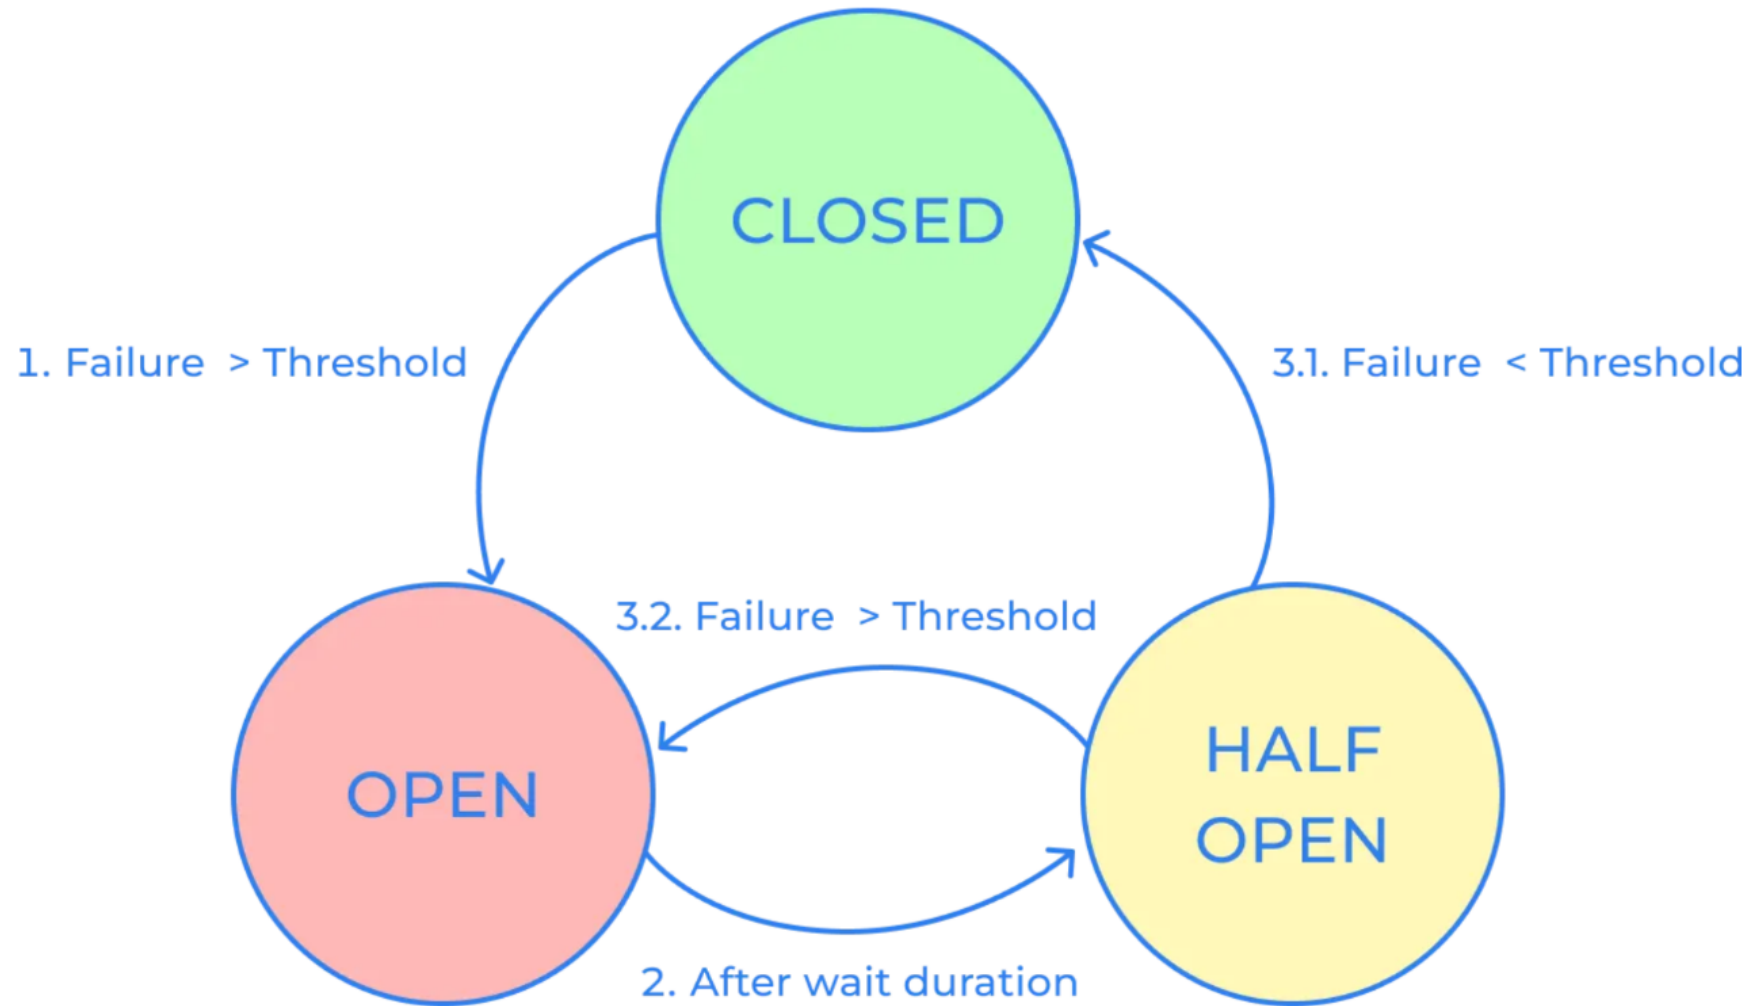 CLOSED
1. Failure > Threshold
3.1. Failure < Threshold
3.2. Failure > Threshold
OPEN
HALF
OPEN
2. After wait duration